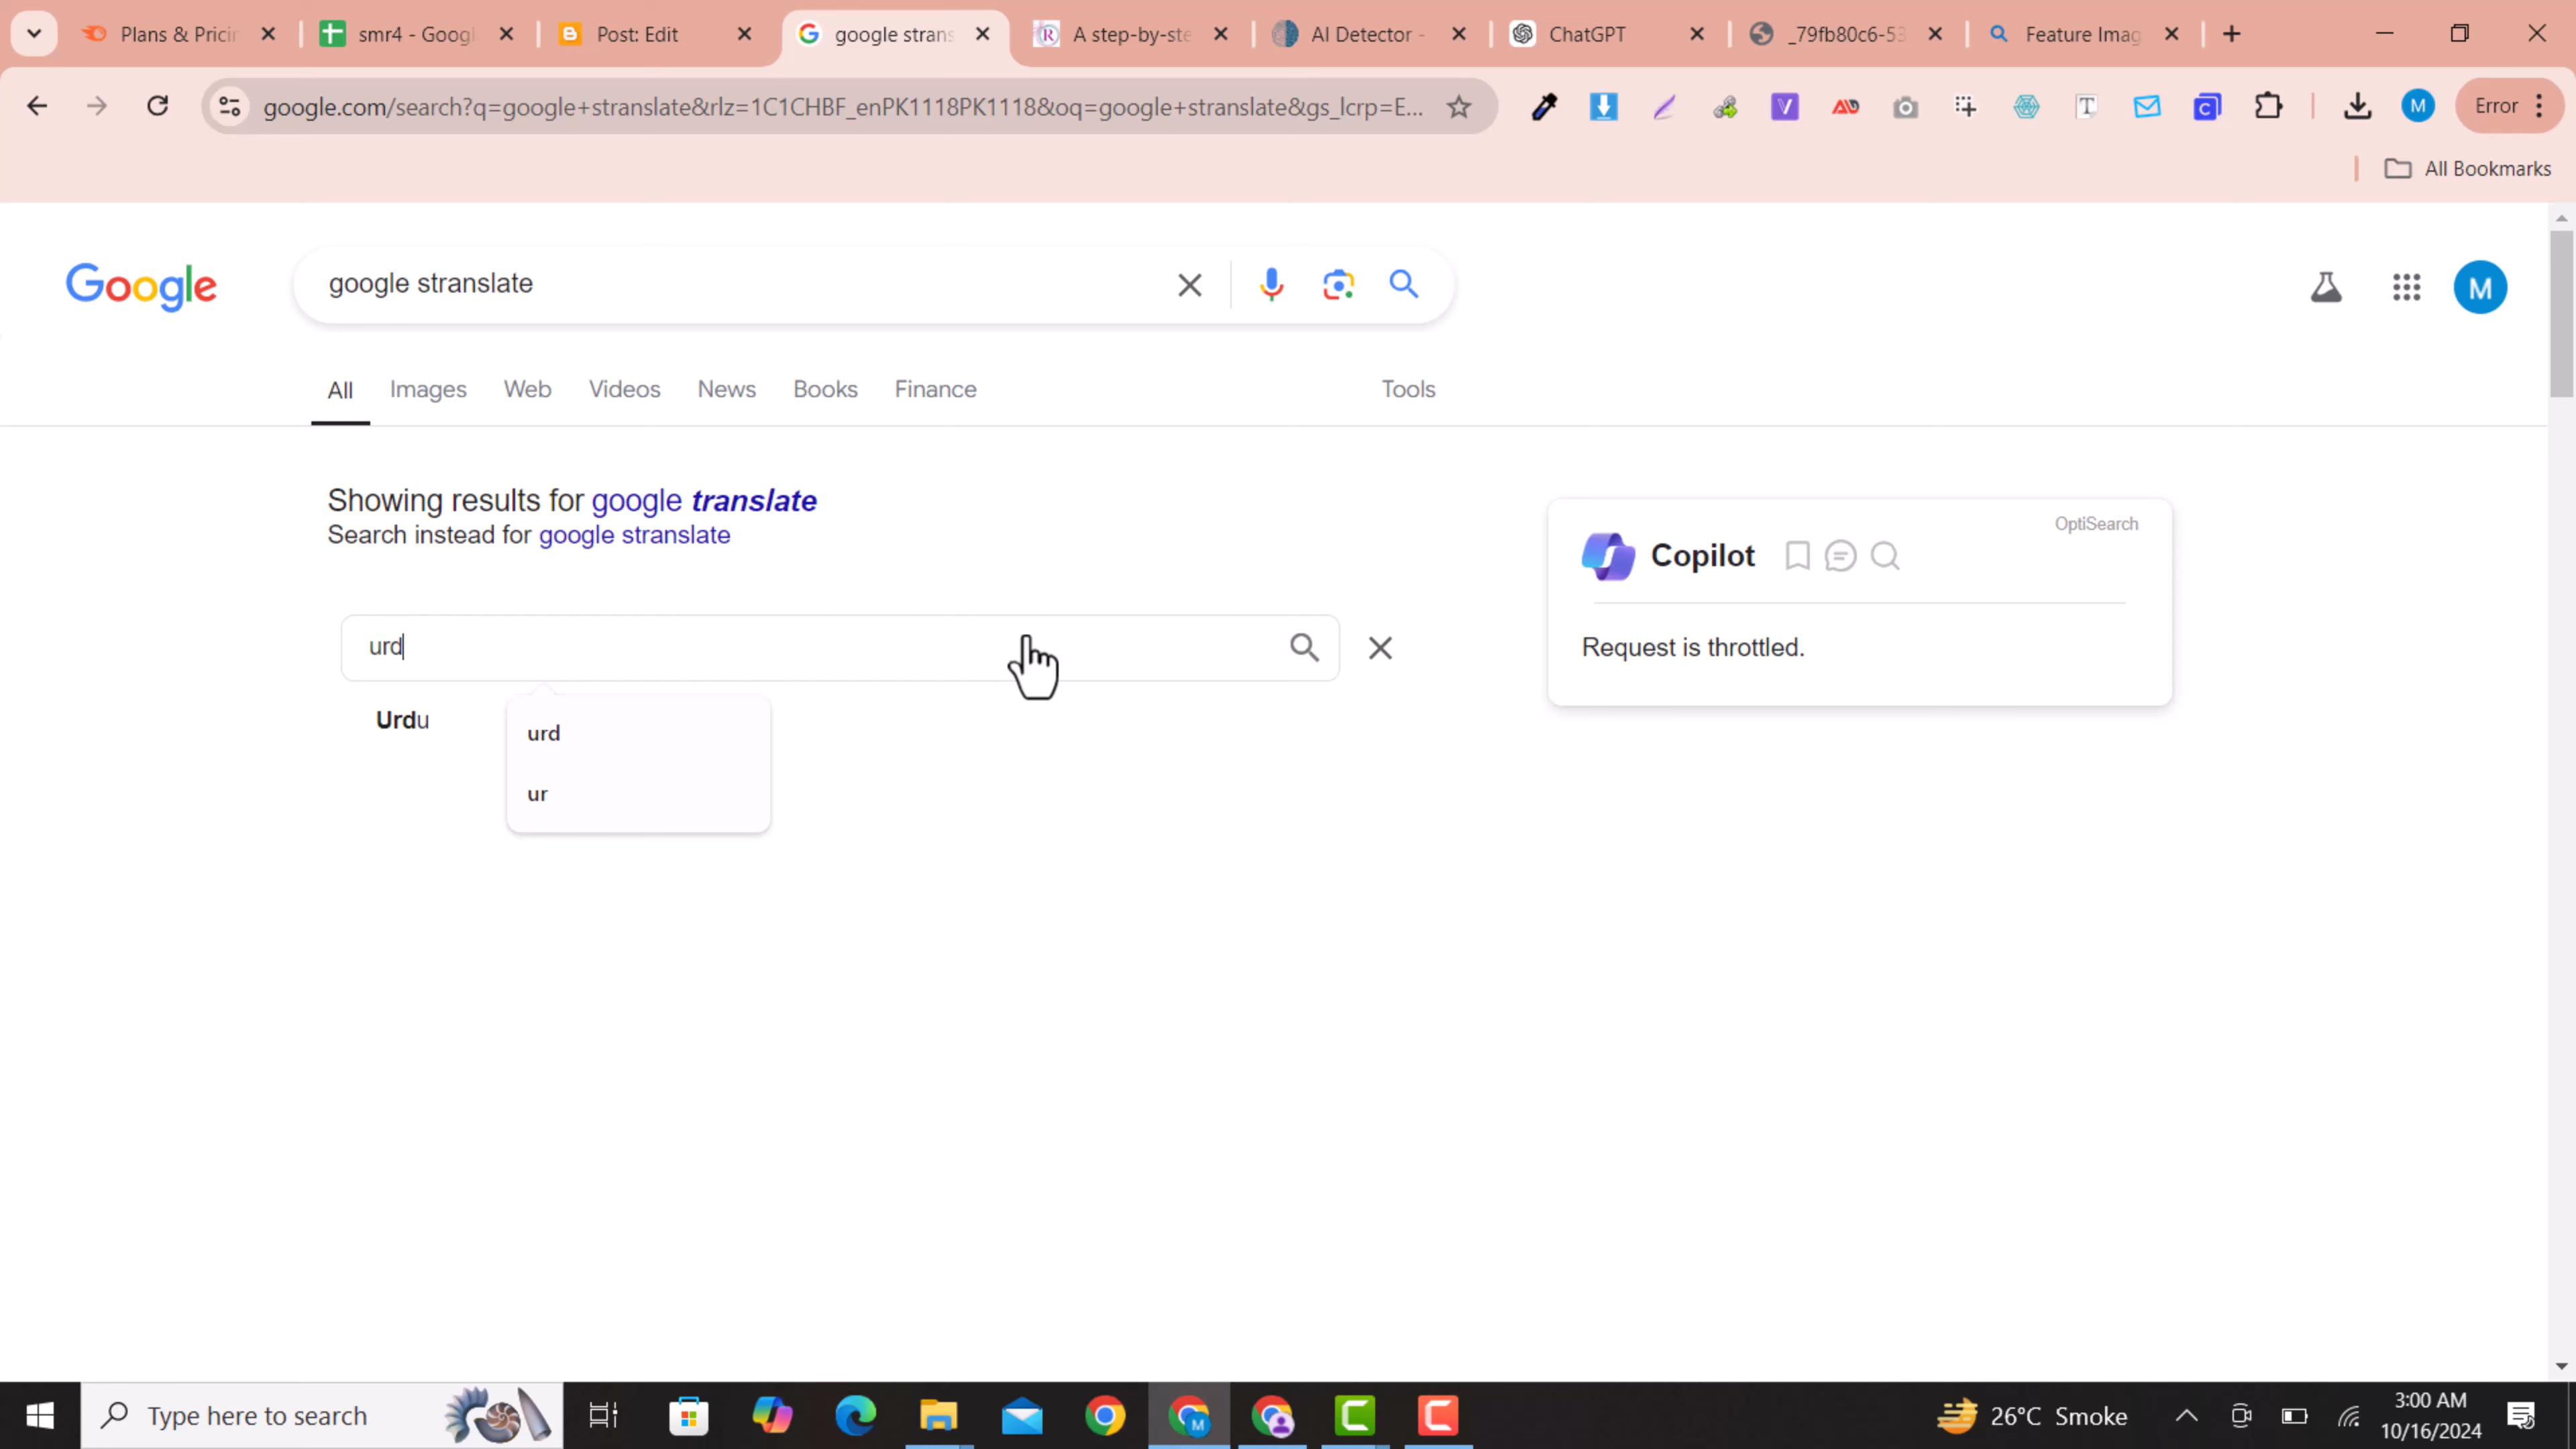 Plans & Pricin
smr4 - Googl
Post: Edit
google strans
A step-by-ste
AI Detector -
ChatGPT
_79fb80c6-53
Feature Imag
google.com/search?q=google+stranslate&rlz=1C1CHBF_enPK1118PK1118&oq=google+stranslate&gs_lcrp=E...
Error
All Bookmarks
Google
google stranslate
M
All Images Web Videos News Books Finance Tools
Showing results for google translate
Search instead for google stranslate
OptiSearch
Copilot
Request is throttled.
urd
Urdu
urd
ur
Type here to search
26°C Smoke
3:00 AM
10/16/2024